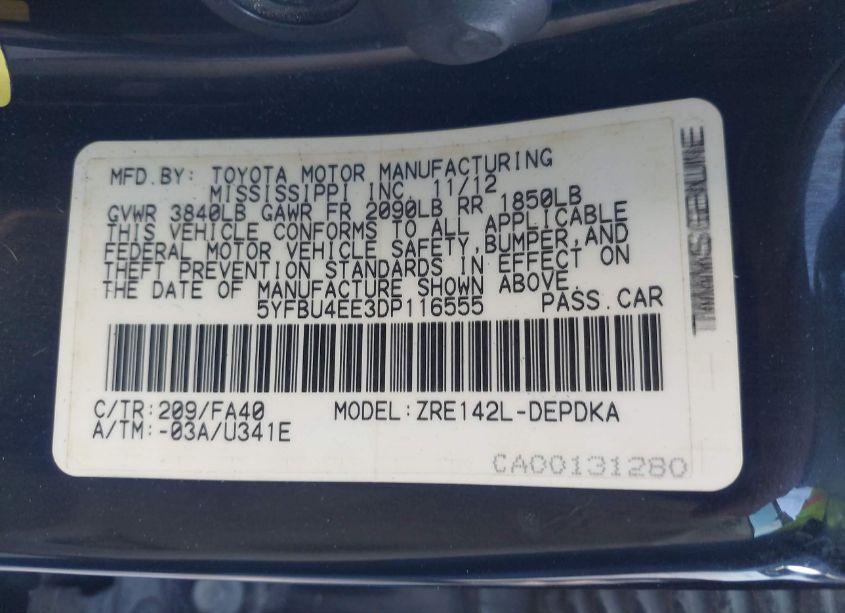 MFD.BY: TOYOTA MOTOR MANUFACTURING
MISSISSIPPI INC. 11/12
GVWR 3840LB GAWR FR 2090LB RR 1850LB
THIS VEHICLE CONFORMS TO ALL APPLICABLE
FEDERAL MOTOR VEHICLE SAFETY,BUMPER,AND
THEFT PREVENTION STANDARDS IN EFFECT ON
THE DATE OF MANUFACTURE SHOWN ABOVE.
5YFBU4EE3DP116555 PASS.CAR
C/TR:209/FA40 MODEL:ZRE142L-DEPDKA
A/TM:-03A/U341E
CA00131280